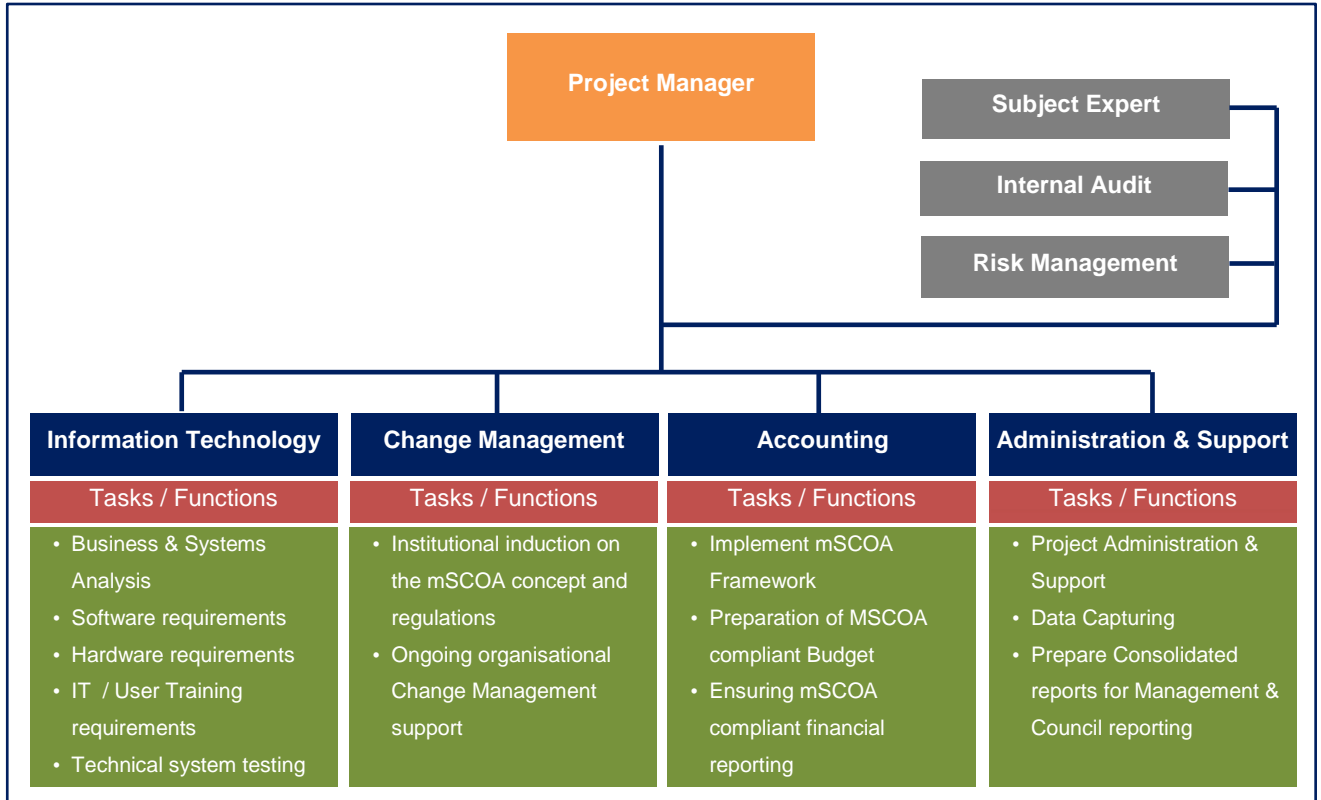 Project Manager
Subject Expert
Internal Audit
Risk Management
Information Technology
Tasks / Functions
• Business & Systems
Analysis
• Software requirements
• Hardware requirements
• IT / User Training
requirements
• Technical system testing
Change Management
Tasks / Functions
• Institutional induction on
the mSCOA concept and
regulations
• Ongoing organisational
Change Management
support
Accounting
Tasks / Functions
• Implement mSCOA
Framework
• Preparation of MSCOA
compliant Budget
• Ensuring mSCOA
compliant financial
reporting
Administration & Support
Tasks / Functions
• Project Administration &
Support
• Data Capturing
• Prepare Consolidated
reports for Management &
Council reporting